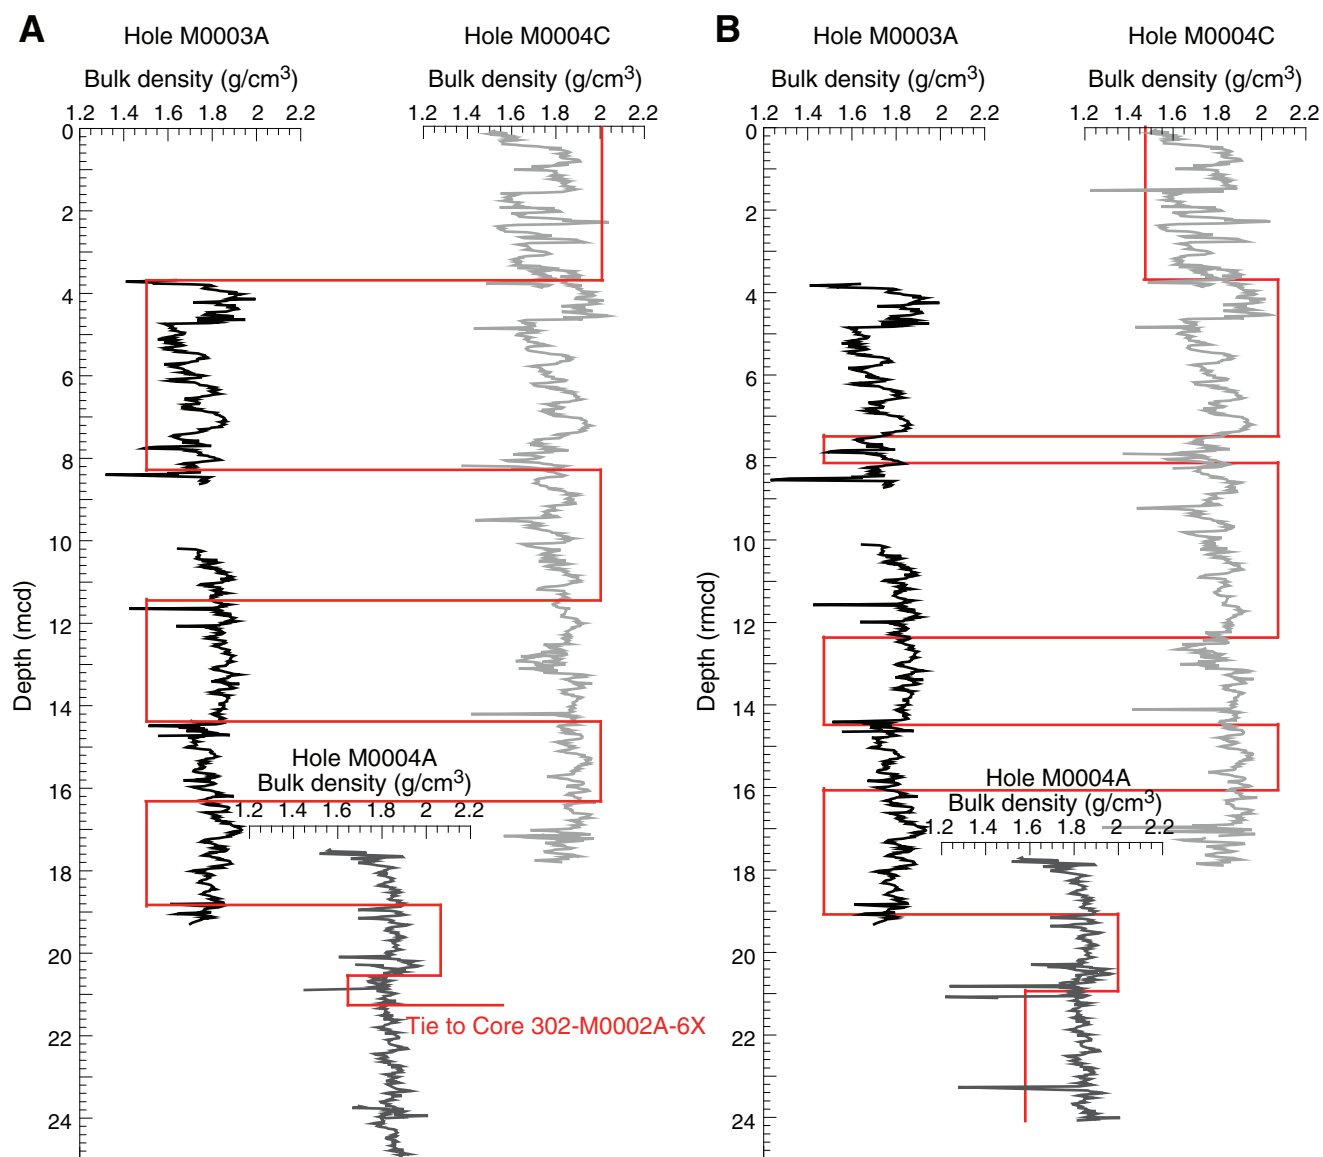 A
Hole M0003A
Hole M0004C
Bulk density (g/cm3)
Bulk density (g/cm3)
1.2 1.4 1.6 1.8 2 2.2
1.2 1.4 1.6 1.8 2 2.2
0
2
4
6
8
10
12
14
16
18
20
22
24
Depth (mcd)
Hole M0004A
Bulk density (g/cm3)
1.2 1.4 1.6 1.8 2 2.2
Tie to Core 302-M0002A-6X
B
Hole M0003A
Hole M0004C
Bulk density (g/cm3)
Bulk density (g/cm3)
1.2 1.4 1.6 1.8 2 2.2
1.2 1.4 1.6 1.8 2 2.2
0
2
4
6
8
10
12
14
16
18
20
22
24
Depth (rmcd)
Hole M0004A
Bulk density (g/cm3)
1.2 1.4 1.6 1.8 2 2.2